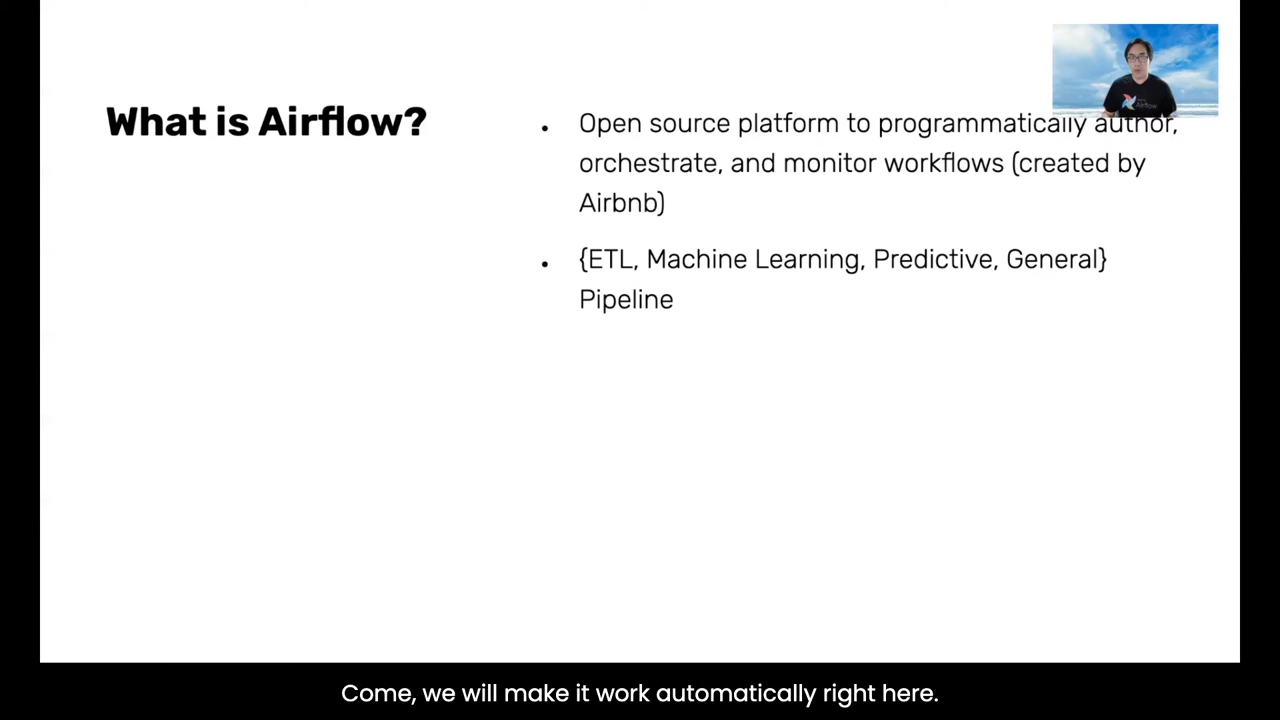 What is Airflow?
• Open source platform to programmatically author,
orchestrate, and monitor workflows (created by
Airbnb)
• {ETL, Machine Learning, Predictive, General}
Pipeline
Airflow
Come, we will make it work automatically right here.